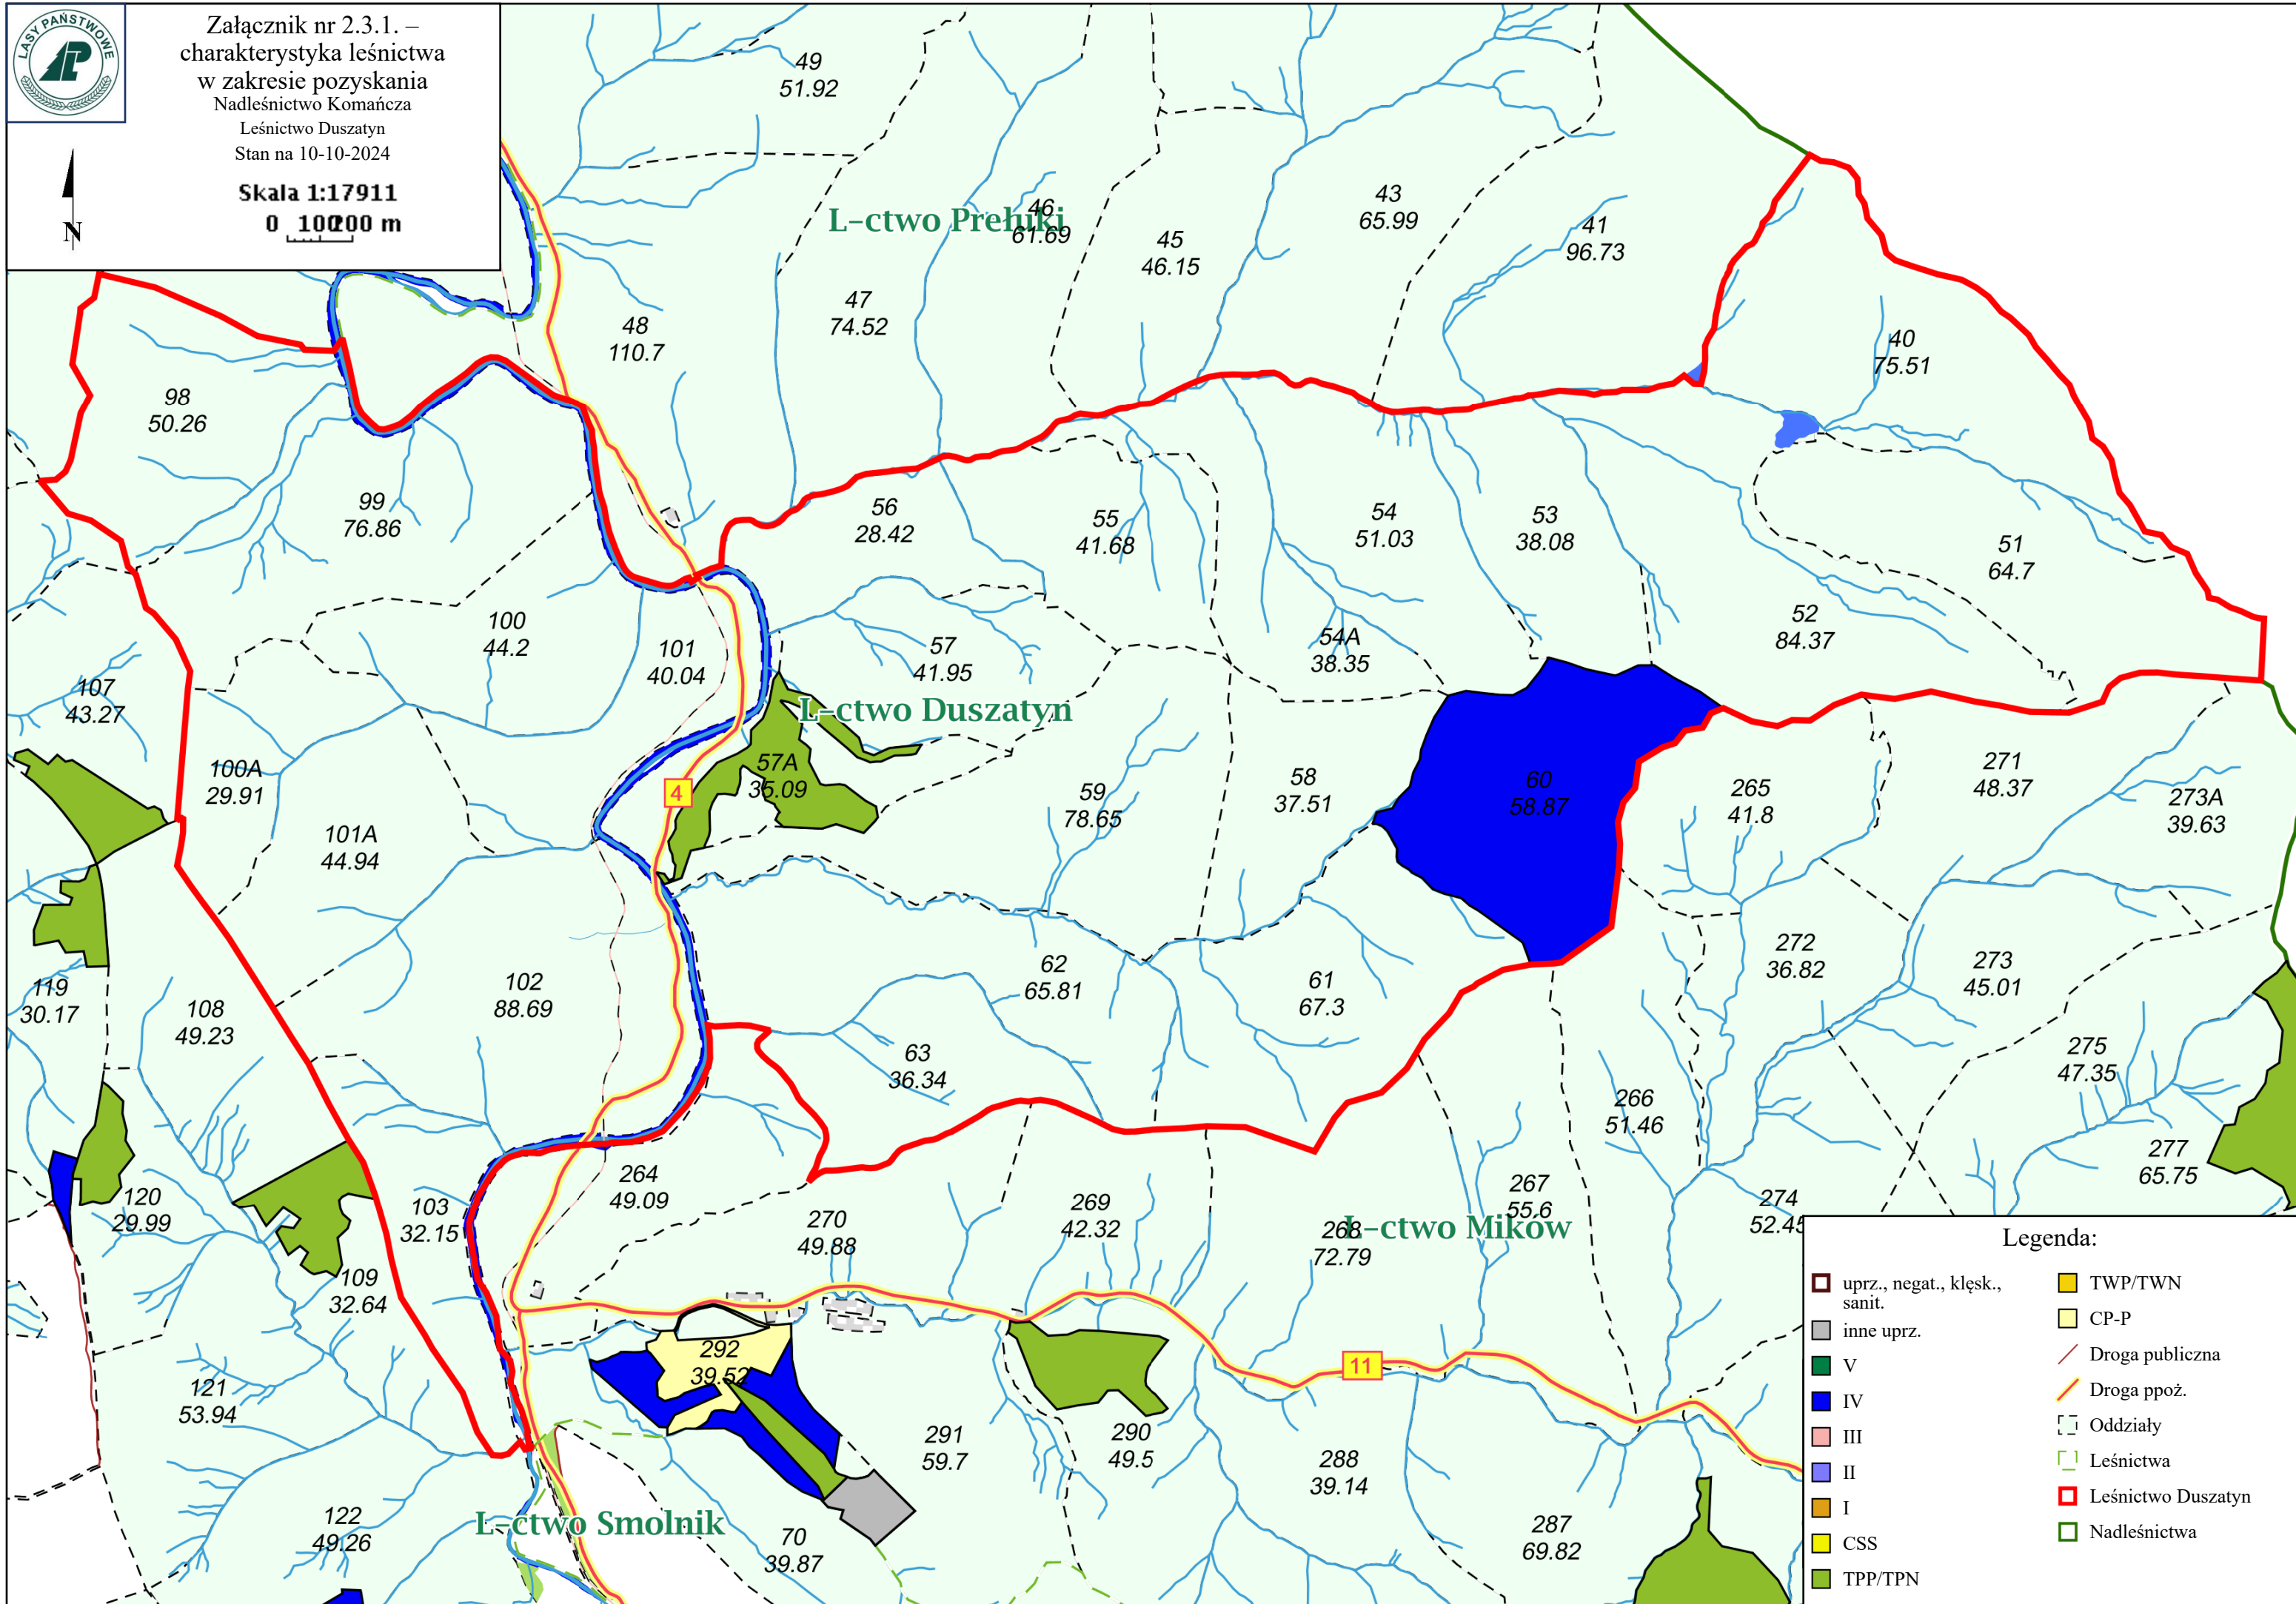 LASY PAŃSTWOWE
Załącznik nr 2.3.1. –
charakterystyka leśnictwa
w zakresie pozyskania
Nadleśnictwo Komańcza
Leśnictwo Duszatyn
Stan na 10-10-2024
Skala 1:17911
0 100 200 m
N
49
51.92
L-ctwo Prełuki
46
61.69
45
46.15
43
65.99
41
96.73
47
74.52
48
110.7
40
75.51
98
50.26
99
76.86
56
28.42
55
41.68
54
51.03
53
38.08
51
64.7
52
84.37
100
44.2
101
40.04
57
41.95
54A
38.35
107
43.27
L-ctwo Duszatyn
100A
29.91
4
57A
35.09
59
78.65
58
37.51
60
58.87
265
41.8
271
48.37
273A
39.63
101A
44.94
102
88.69
62
65.81
61
67.3
272
36.82
273
45.01
119
30.17
108
49.23
63
36.34
275
47.35
266
51.46
277
65.75
120
29.99
103
32.15
264
49.09
270
49.88
269
42.32
267
55.6
268
72.79
L-ctwo Mików
274
52.45
109
32.64
292
39.52
11
121
53.94
291
59.7
290
49.5
288
39.14
122
49.26
L-ctwo Smolnik
70
39.87
287
69.82
Legenda:
uprz., negat., klęsk.,
sanit.
inne uprz.
V
IV
III
II
I
CSS
TPP/TPN
TWP/TWN
CP-P
Droga publiczna
Droga ppoż.
Oddziały
Leśnictwa
Leśnictwo Duszatyn
Nadleśnictwa